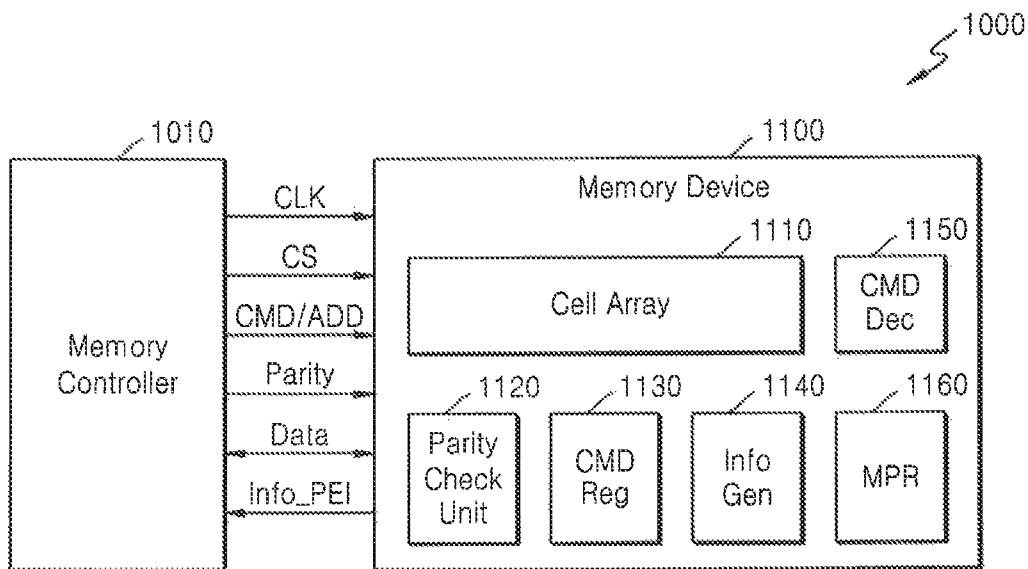 1000
1010
1100
Memory Controller
CLK
CS
CMD/ADD
Parity
Data
Info_PEI
Memory Device
1110
Cell Array
1150
CMD
Dec
1120
Parity
Check
Unit
1130
CMD
Reg
1140
Info
Gen
1160
MPR